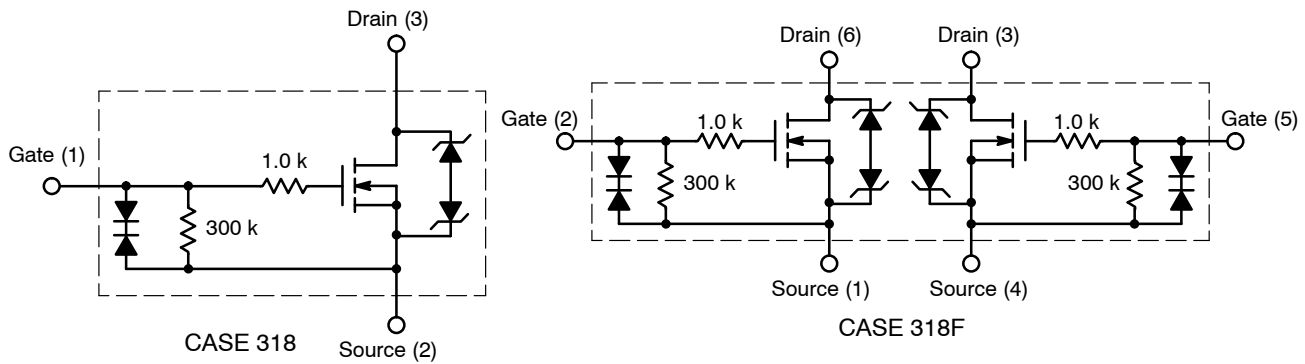 Drain (3)
Gate (1)
1.0 k
300 k
CASE 318
Source (2)
Drain (6)
Drain (3)
Gate (2)
1.0 k
1.0 k
Gate (5)
300 k
300 k
Source (1)
Source (4)
CASE 318F